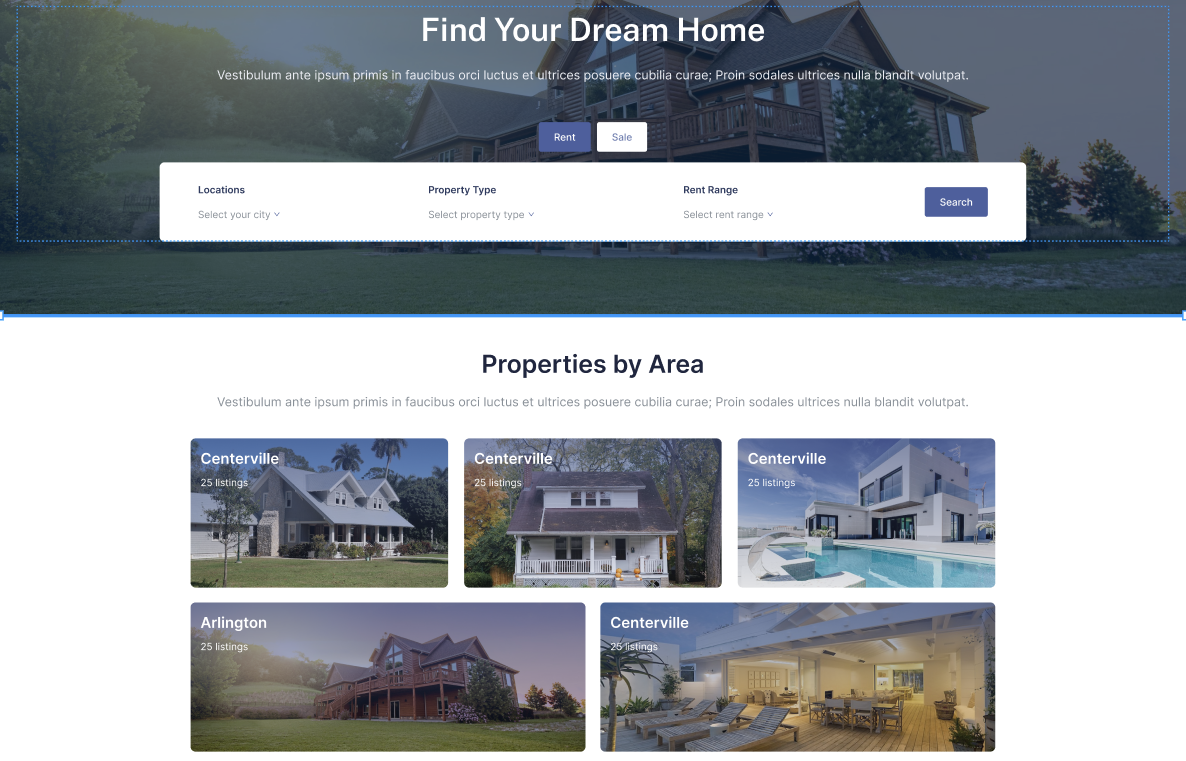 Find Your Dream Home
Vestibulum ante ipsum primis in faucibus orci luctus et ultrices posuere cubilia curae; Proin sodales ultrices nulla blandit volutpat.
Rent Sale
Locations Property Type Rent Range
Select your city Select property type Select rent range
Search
Properties by Area
Vestibulum ante ipsum primis in faucibus orci luctus et ultrices posuere cubilia curae; Proin sodales ultrices nulla blandit volutpat.
Centerville Centerville Centerville
25 listings 25 listings 25 listings
Arlington Centerville
25 listings 25 listings